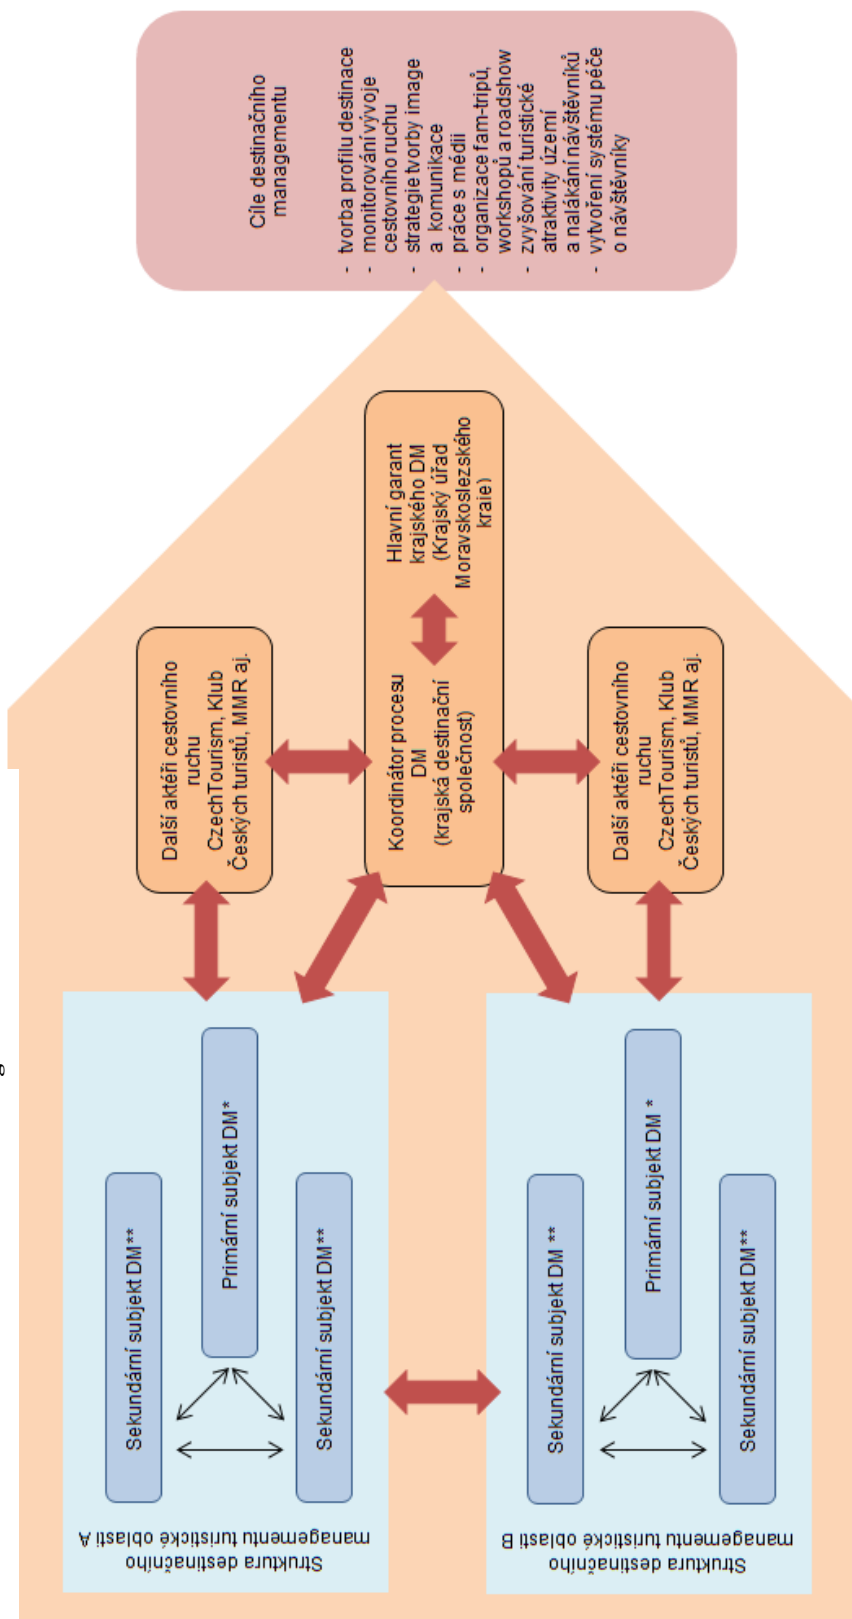 Cíle destinačního
managementu
- tvorba profilu destinace
- monitorování vývoje
cestovního ruchu
- strategie tvorby image
a komunikace
- práce s médii
- organizace fam-tripů,
workshopů a roadshow
- zvyšování turistické
atraktivity území
a nalákání návštěvníků
- vytvoření systému péče
o návštěvníky
Další aktéři cestovního
ruchu
CzechTourism, Klub
Českých turistů, MMR aj.
Koordinátor procesu
DM
(krajská destinační
společnost)
Hlavní garant
krajského DM
(Krajský úřad
Moravskoslezského
kraie)
Další aktéři cestovního
ruchu
CzechTourism, Klub
Českých turistů, MMR aj.
Sekundární subjekt DM**
Primární subjekt DM*
Sekundární subjekt DM**
Struktura destinačního
managementu turistické oblasti A
Sekundární subjekt DM **
Primární subjekt DM *
Sekundární subjekt DM**
Struktura destinačního
managementu turistické oblasti B